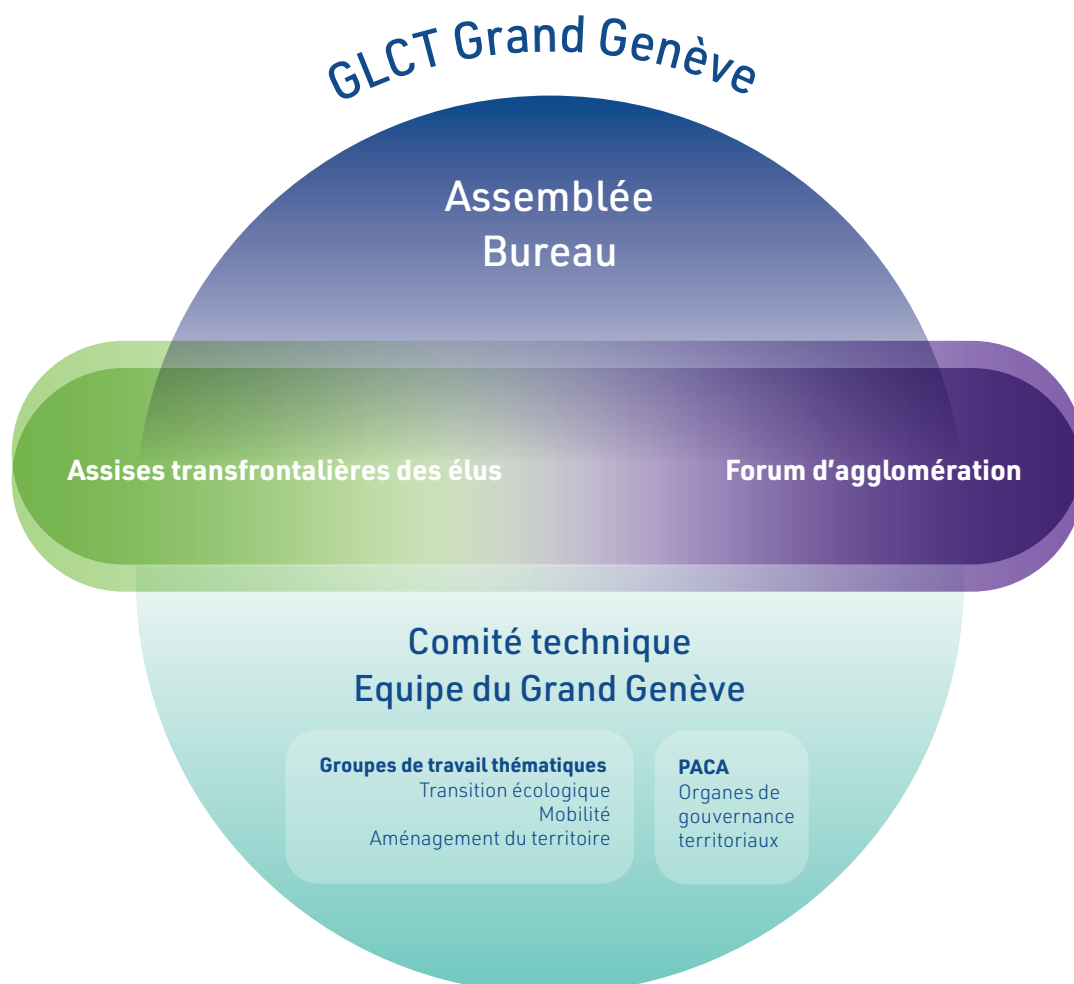 GLCT Grand Genève
Assemblée
Bureau
Assises transfrontalières des élus
Forum d'agglomération
Comité technique
Equipe du Grand Genève
Groupes de travail thématiques
Transition écologique
Mobilité
Aménagement du territoire
PACA
Organes de
gouvernance
territoriaux